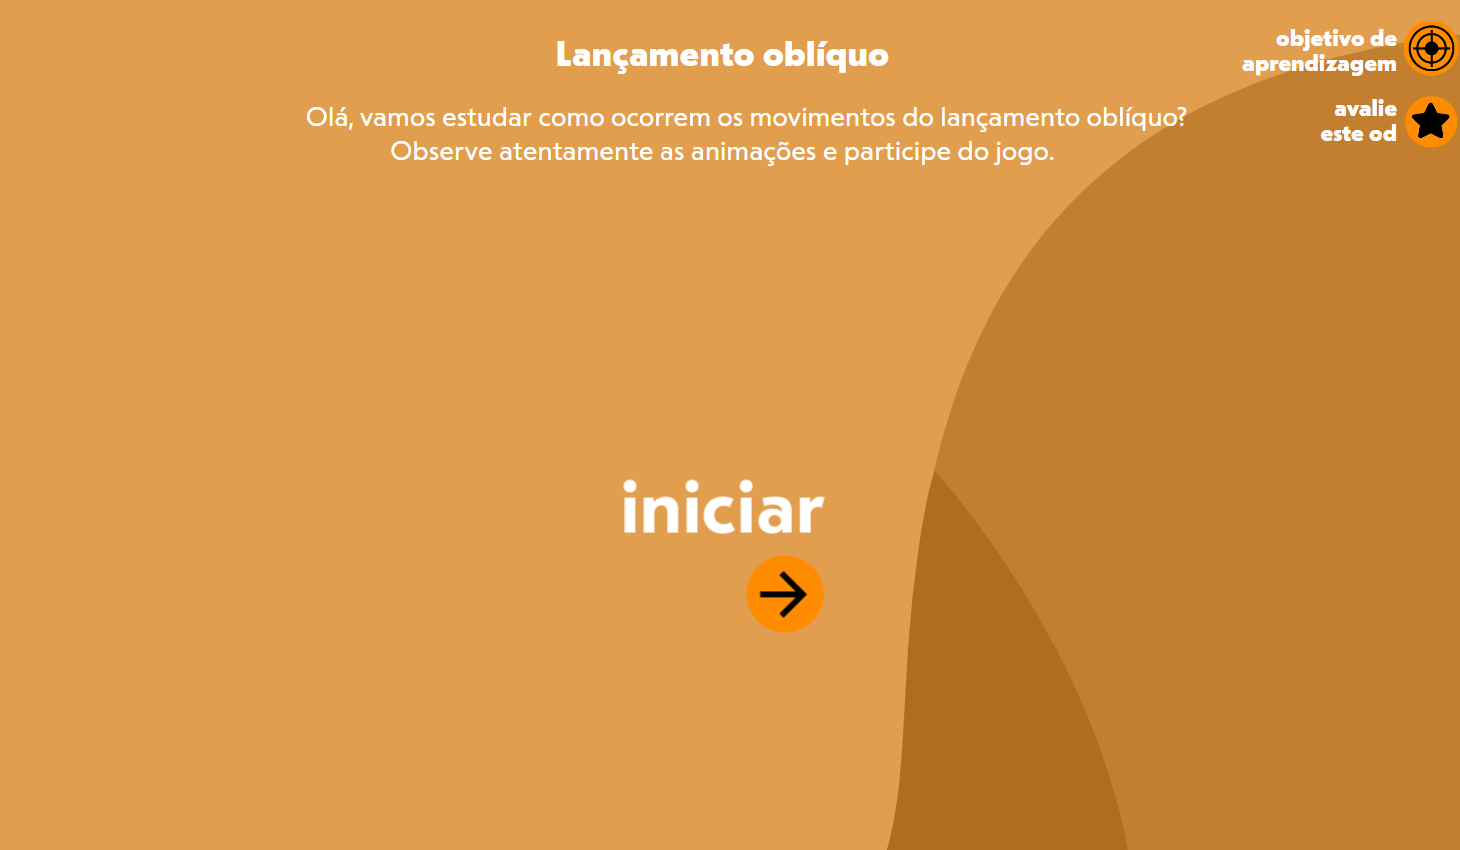 Lançamento oblíquo
Olá, vamos estudar como ocorrem os movimentos do lançamento oblíquo?
Observe atentamente as animações e participe do jogo.
objetivo de
aprendizagem
avalie
este od
iniciar